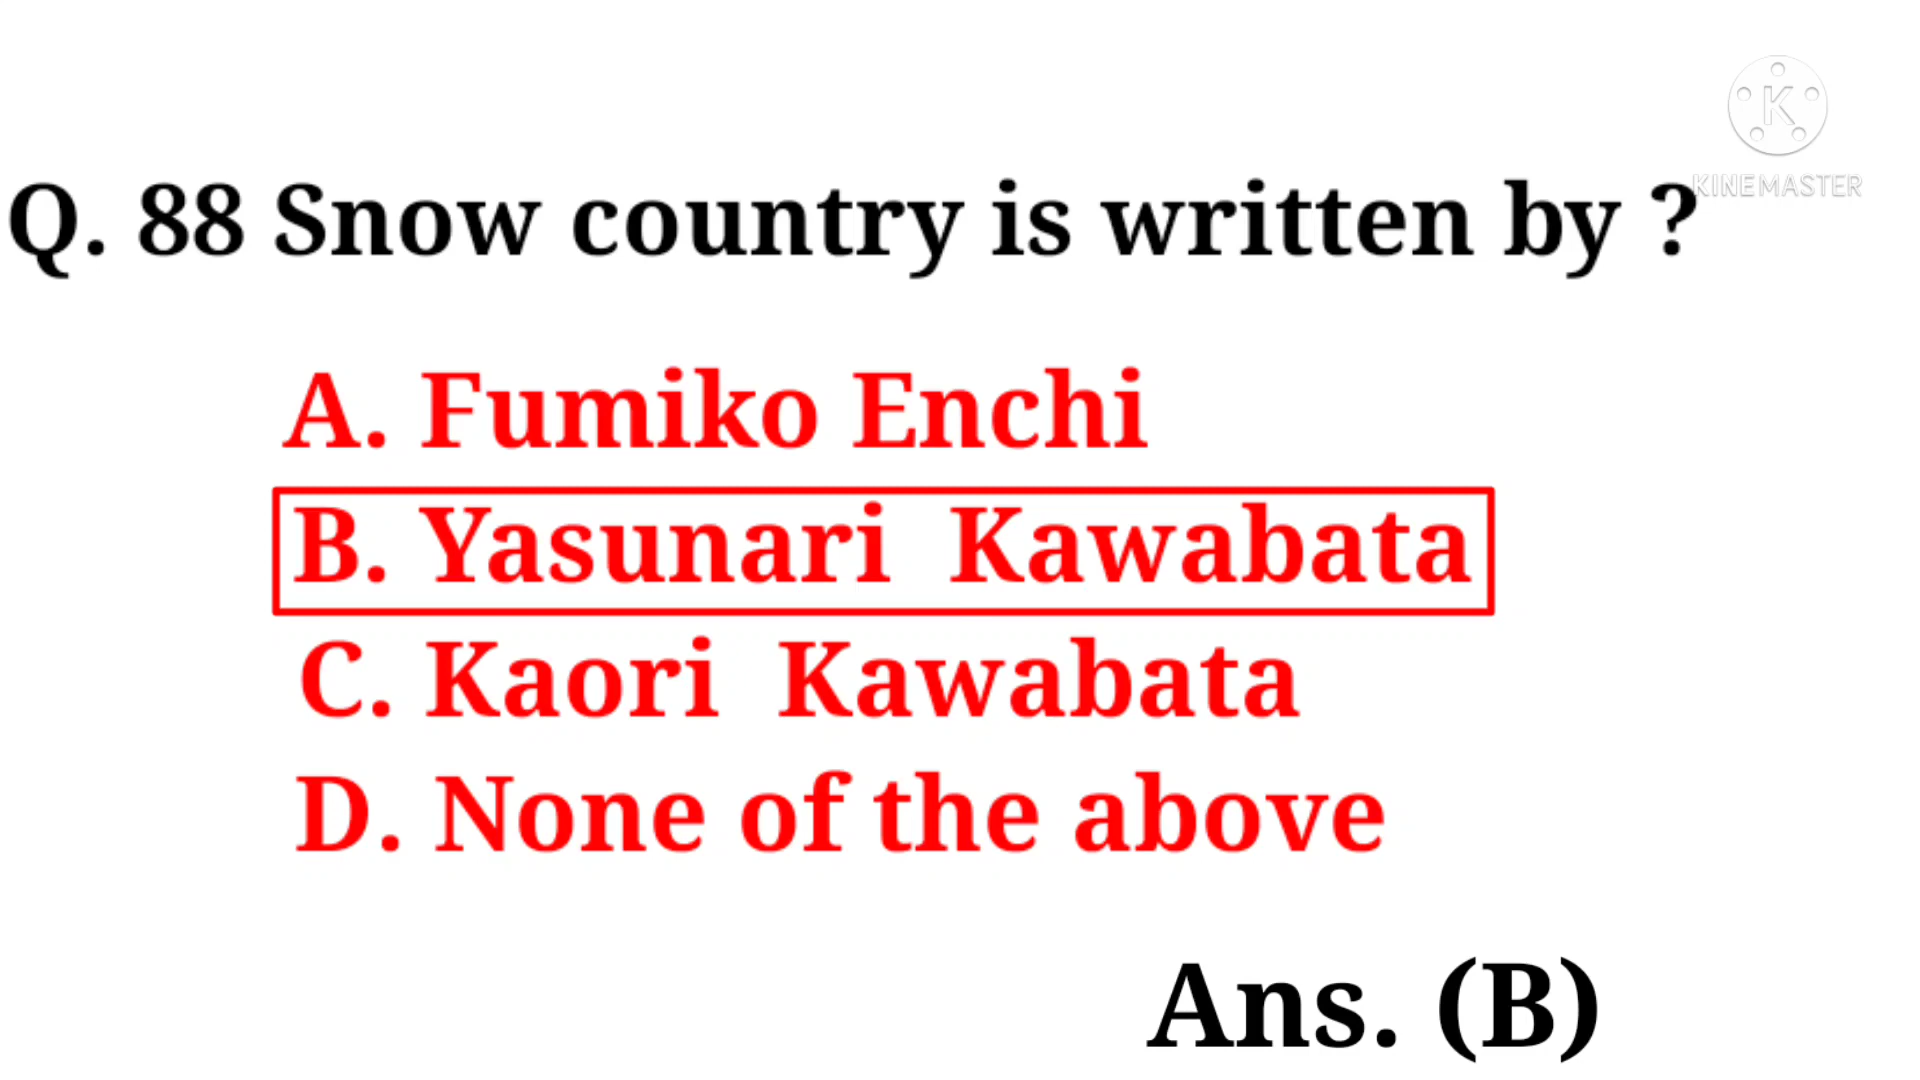 K
KINEMASTER
Q. 88 Snow country is written by ?
A. Fumiko Enchi
B. Yasunari Kawabata
C. Kaori Kawabata
D. None of the above
Ans. (B)